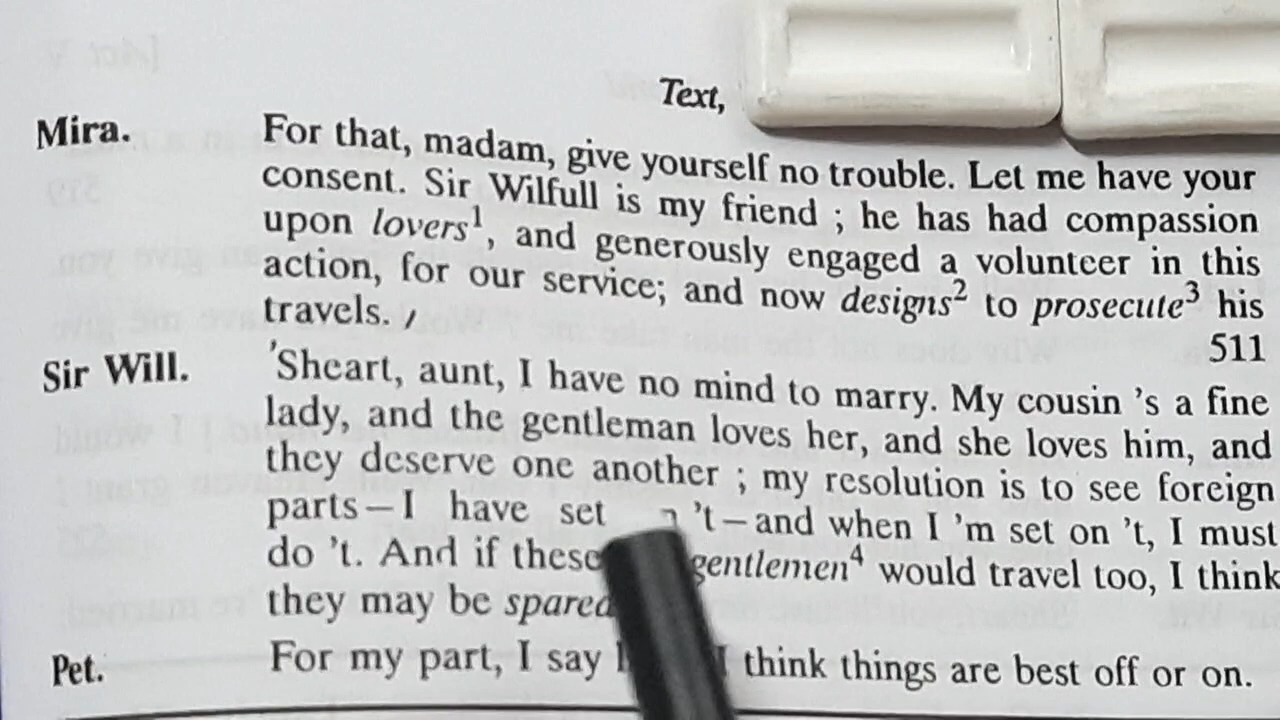 Text,
Mira. For that, madam, give yourself no trouble. Let me have your
consent. Sir Wilfull is my friend ; he has had compassion
upon lovers¹, and generously engaged a volunteer in this
action, for our service; and now designs² to prosecute³ his
travels.
511
Sir Will. 'Sheart, aunt, I have no mind to marry. My cousin 's a fine
lady, and the gentleman loves her, and she loves him, and
they deserve one another ; my resolution is to see foreign
parts – I have set 't – and when I 'm set on 't, I must
do 't. And if these gentlemen⁴ would travel too, I think
they may be spared
Pet. For my part, I say I think things are best off or on.